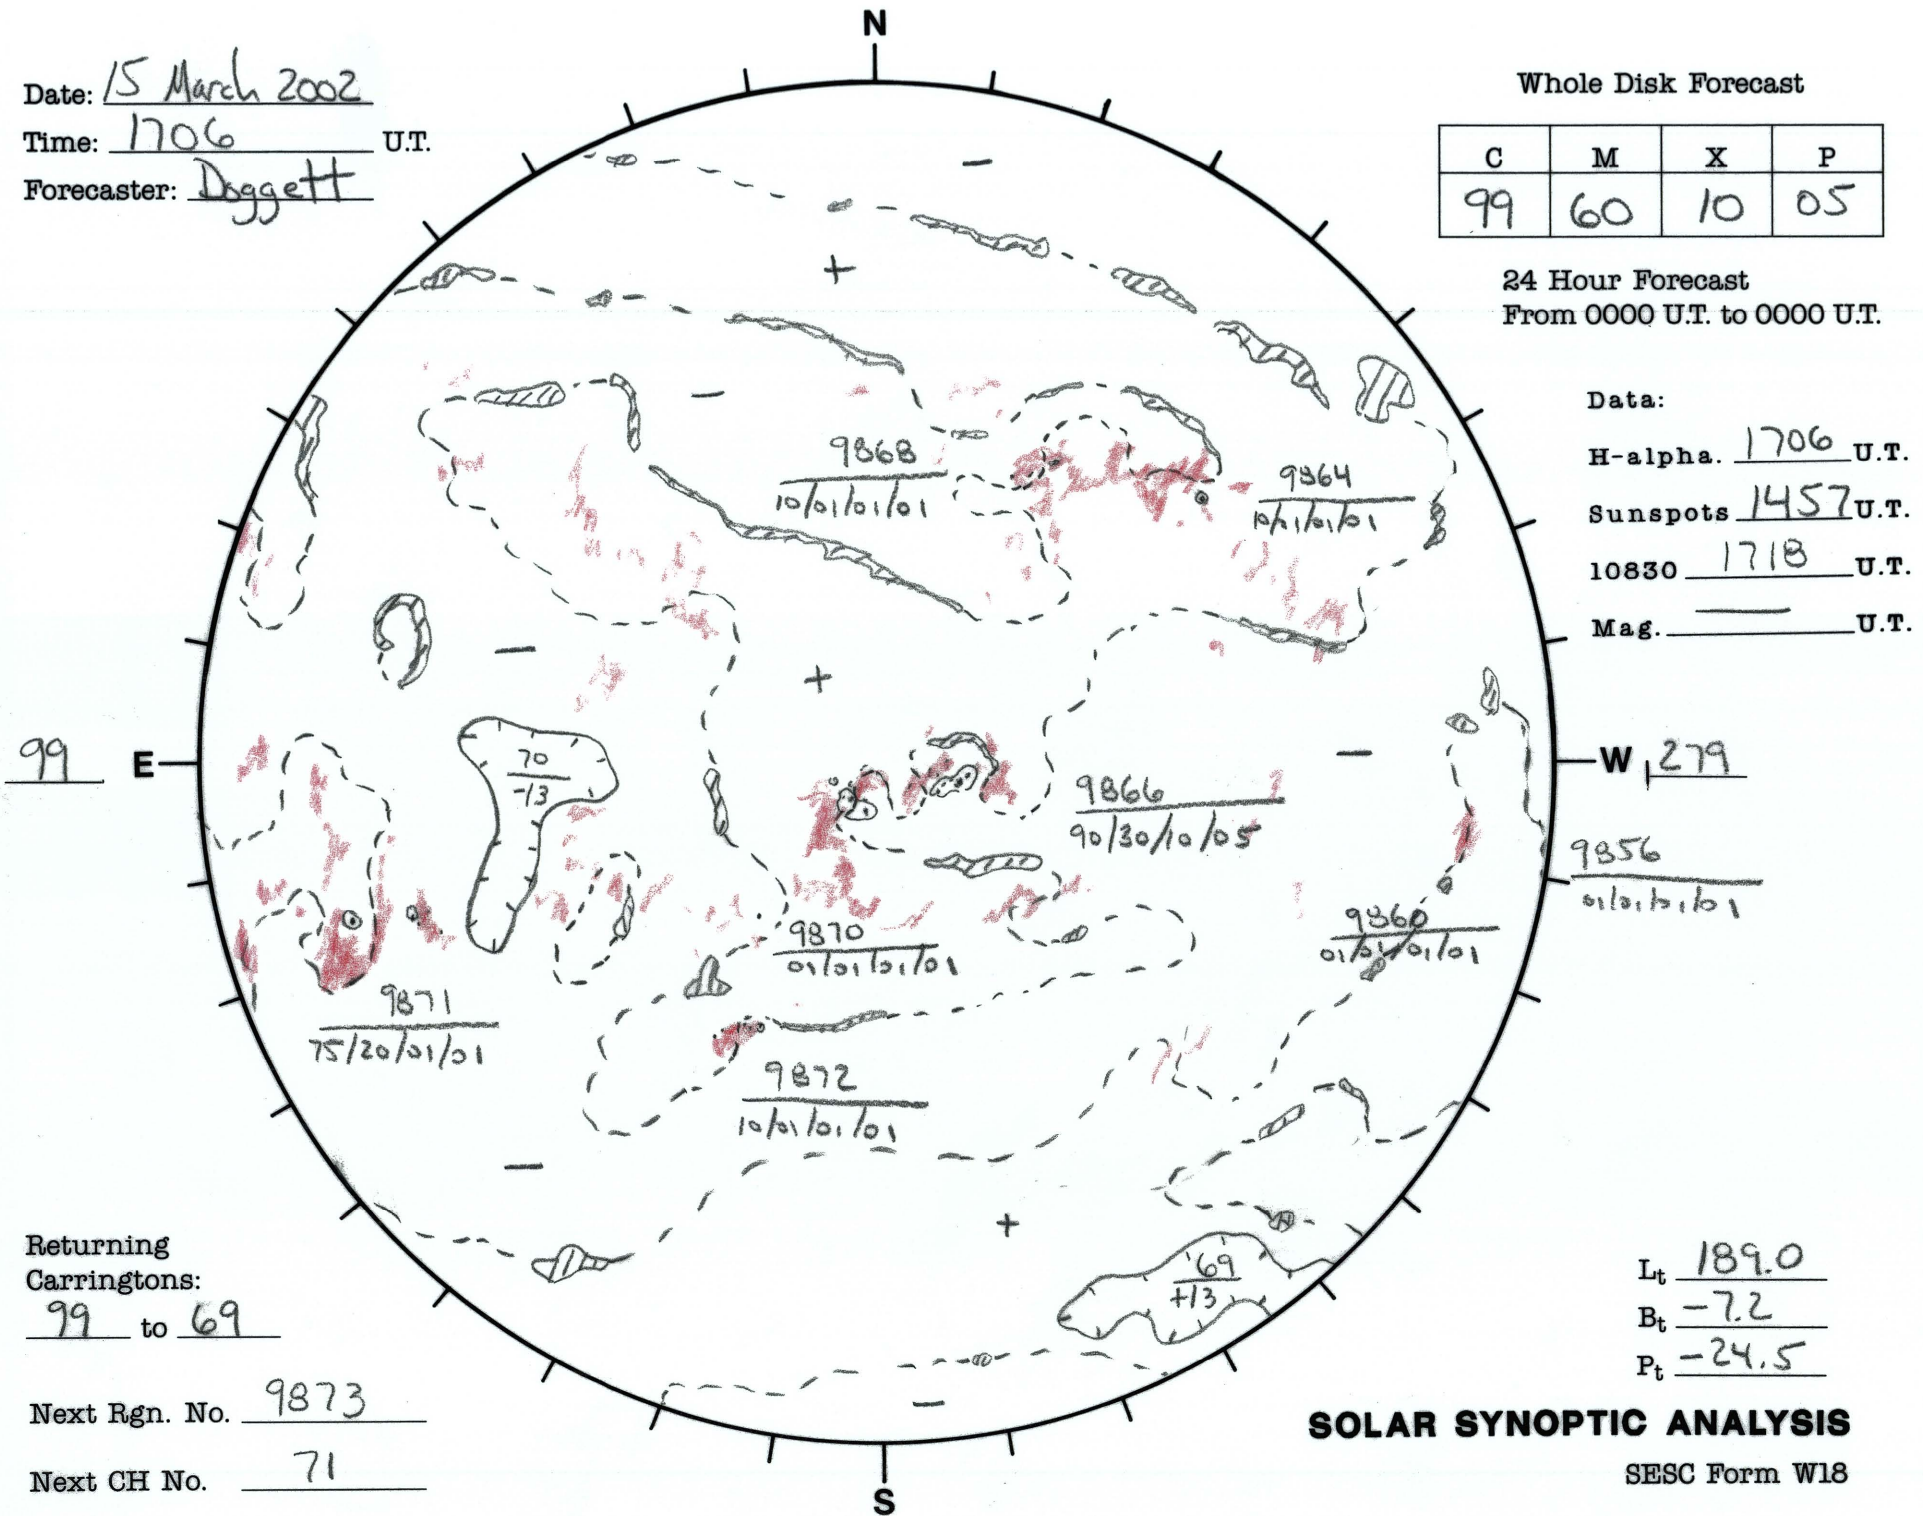 N
Date: 15 March 2002
Time: 1706 U.T.
Forecaster: Doggett
Whole Disk Forecast
C M X P
99 60 10 05
24 Hour Forecast
From 0000 U.T. to 0000 U.T.
Data:
H-alpha. 1706 U.T.
Sunspots 1457 U.T.
10830 1718 U.T.
Mag. — U.T.
9868
10/01/01/01
9864
10/01/01/01
99 E
W 279
70
-13
9866
90/30/10/05
9856
01/01/01/01
9860
01/01/01/01
9870
01/01/01/01
9871
75/20/01/01
9872
10/01/01/01
69
+13
Returning
Carringtons:
99 to 69
Next Rgn. No. 9873
Next CH No. 71
Lt 189.0
Bt -7.2
Pt -24.5
SOLAR SYNOPTIC ANALYSIS
SESC Form W18
S